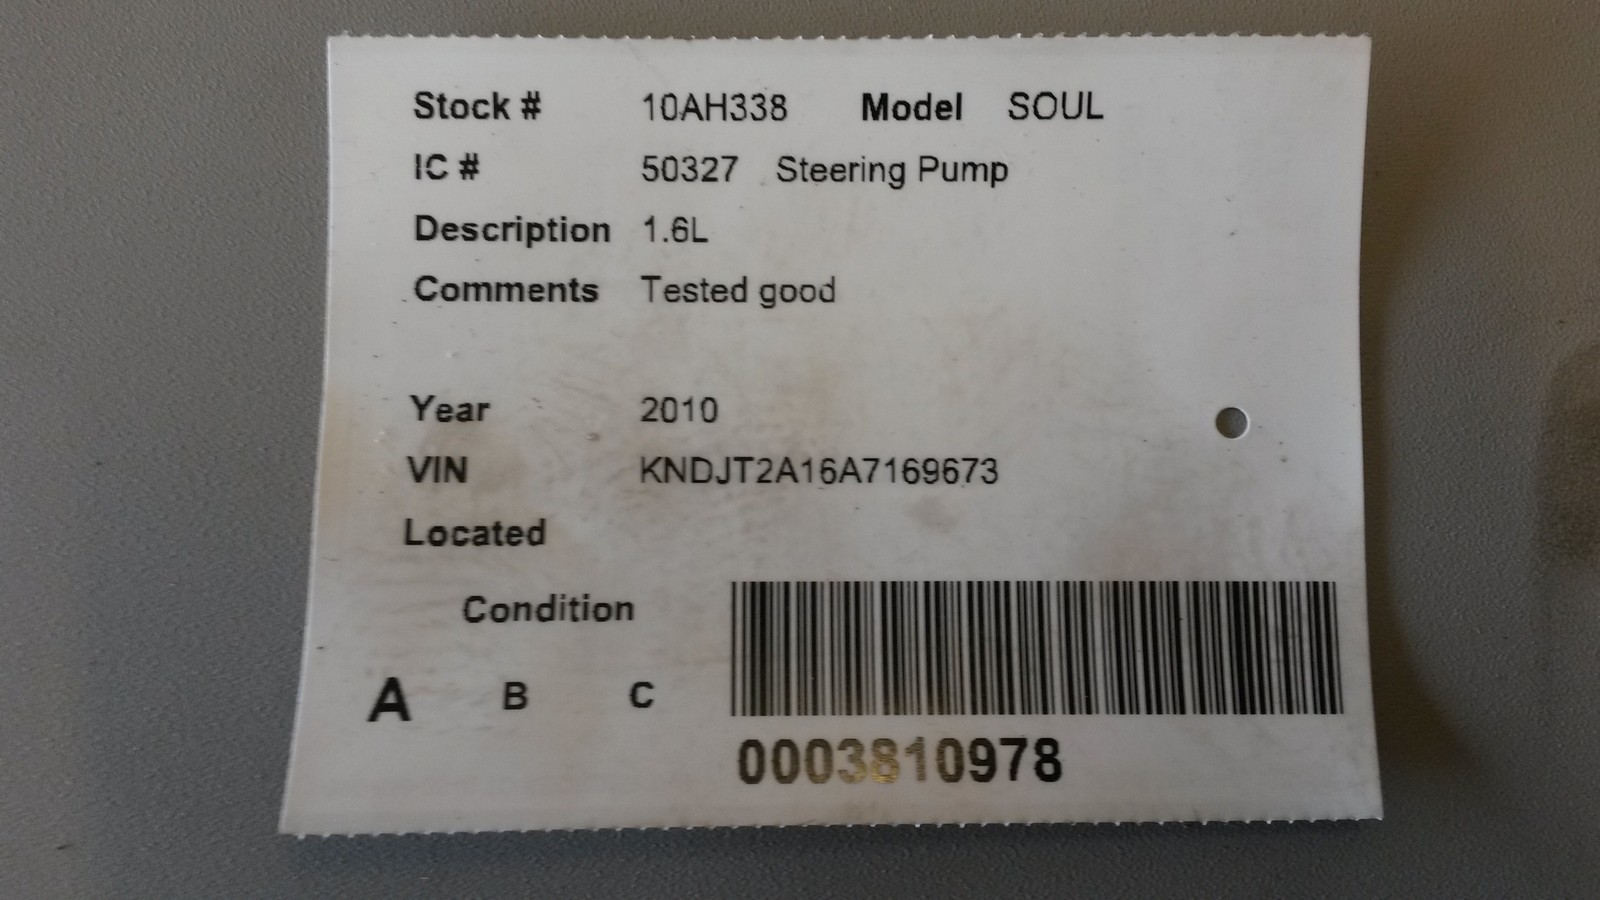 Stock # 10AH338 Model SOUL
IC # 50327 Steering Pump
Description 1.6L
Comments Tested good
Year 2010
VIN KNDJT2A16A7169673
Located
Condition
A B C
0003810978